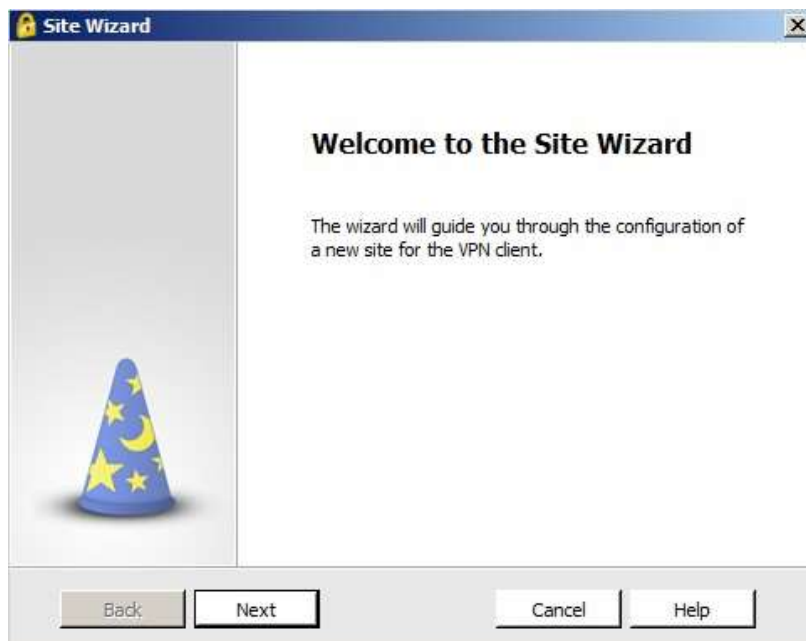 Site Wizard
Welcome to the Site Wizard
The wizard will guide you through the configuration of
a new site for the VPN client.
Back
Next
Cancel
Help